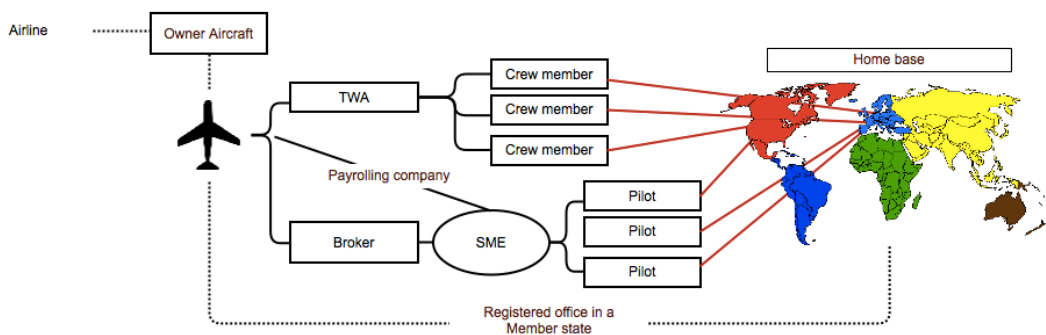 Airline
Owner Aircraft
Home base
TWA
Crew member
Crew member
Crew member
Payrolling company
Broker
SME
Pilot
Pilot
Pilot
Registered office in a
Member state